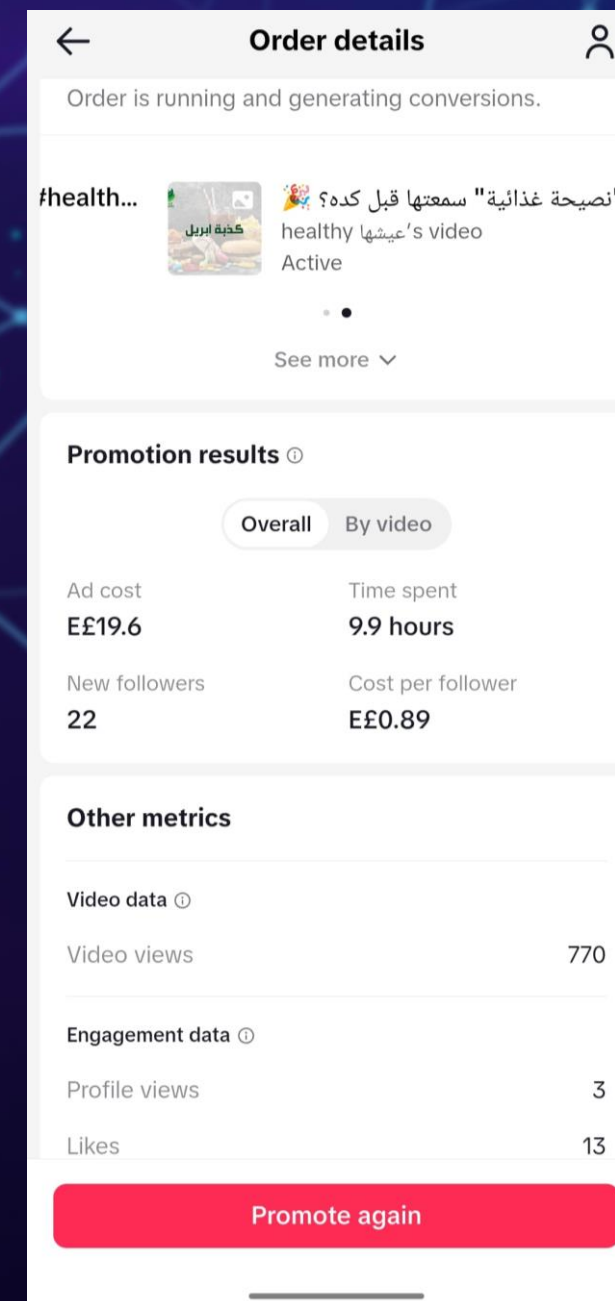 Order details
Order is running and generating conversions.
#health...
كذبة ابريل
"نصيحة غذائية" سمعتها قبل كده؟ 🎉
healthy عيشها's video
Active
See more
Promotion results
Overall By video
Ad cost Time spent
E£19.6 9.9 hours
New followers Cost per follower
22 E£0.89
Other metrics
Video data
Video views 770
Engagement data
Profile views 3
Likes 13
Promote again